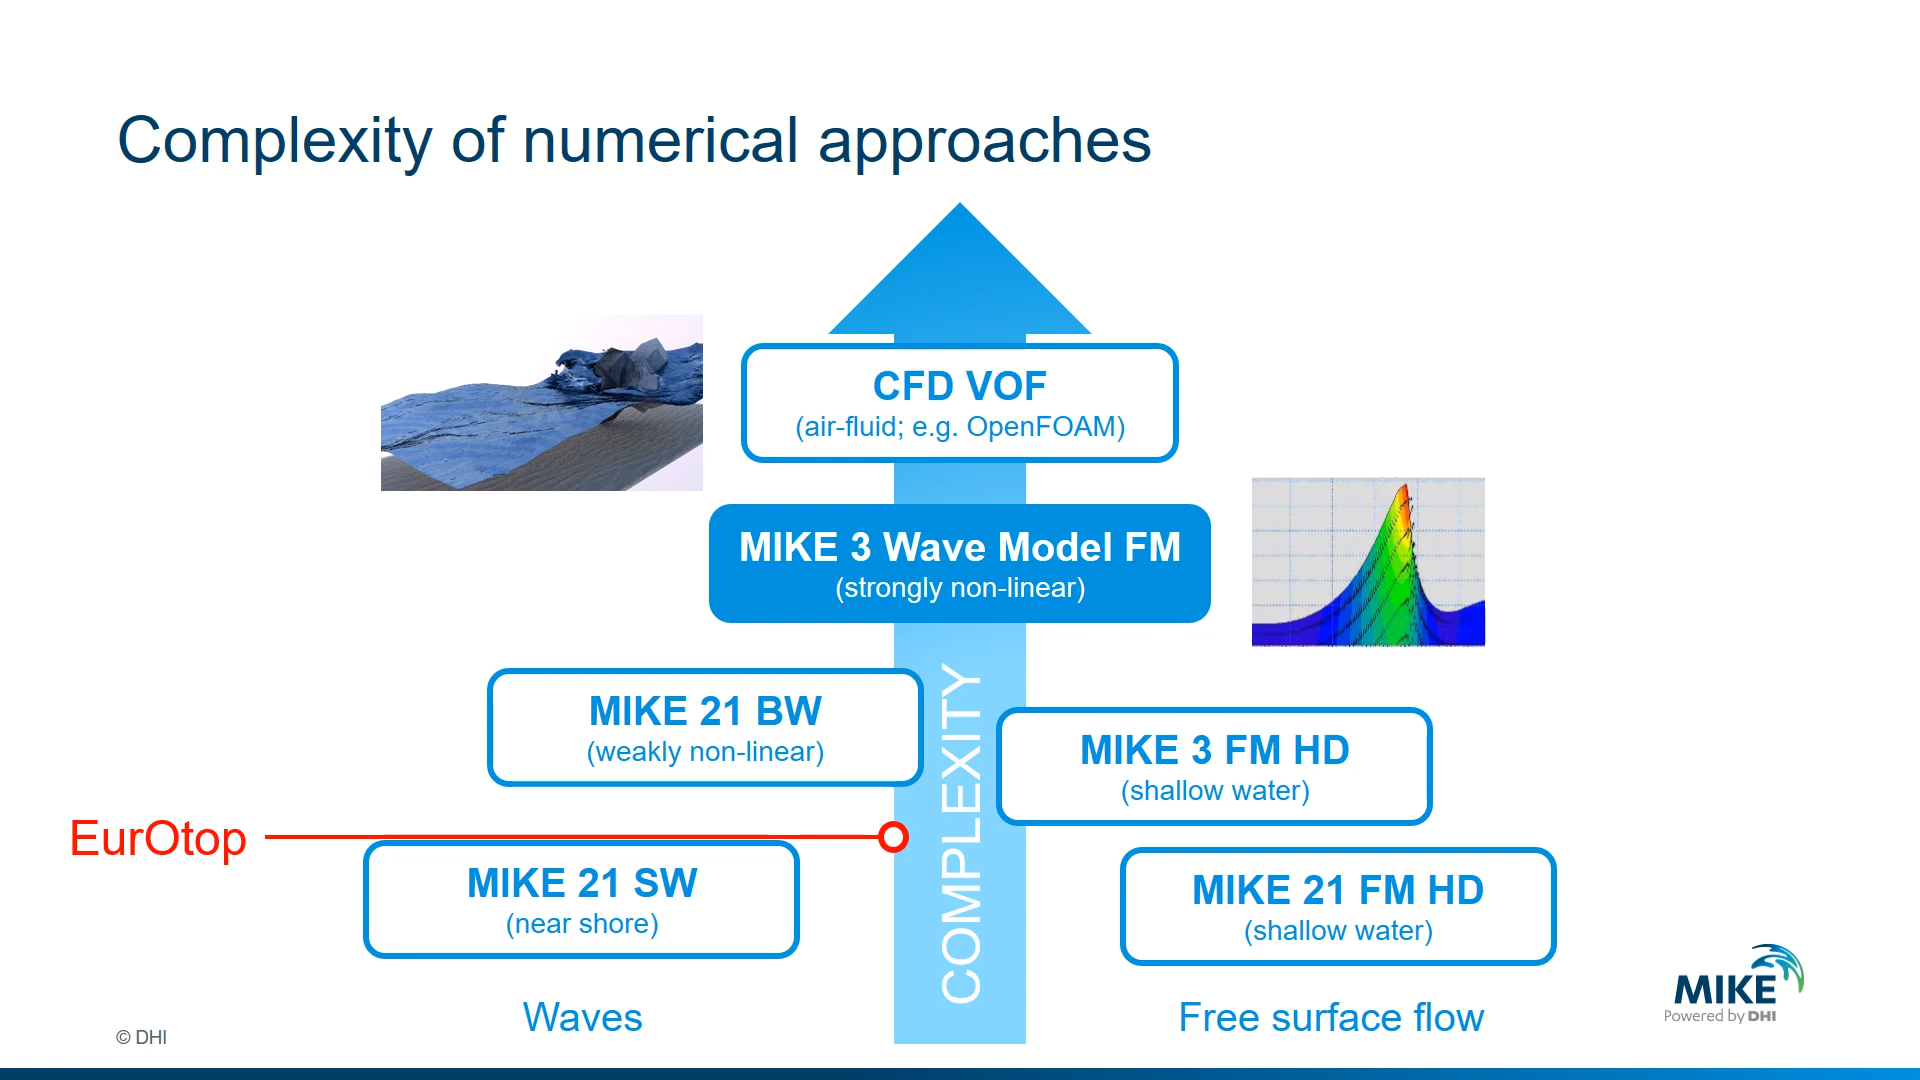 Complexity of numerical approaches
CFD VOF
(air-fluid; e.g. OpenFOAM)
MIKE 3 Wave Model FM
(strongly non-linear)
MIKE 21 BW
(weakly non-linear)
MIKE 3 FM HD
(shallow water)
COMPLEXITY
EurOtop
MIKE 21 SW
(near shore)
MIKE 21 FM HD
(shallow water)
Waves
Free surface flow
© DHI
MIKE
Powered by DHI